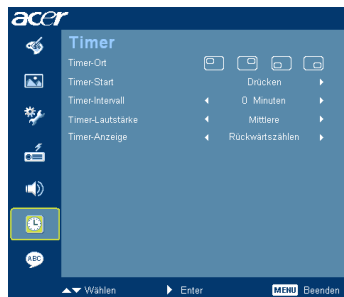 acer
Timer
Timer-Ort
Timer-Start Drücken
Timer-Intervall 0 Minuten
Timer-Lautstärke Mittlere
Timer-Anzeige Rückwärtszählen
ABC
Wählen Enter MENU Beenden